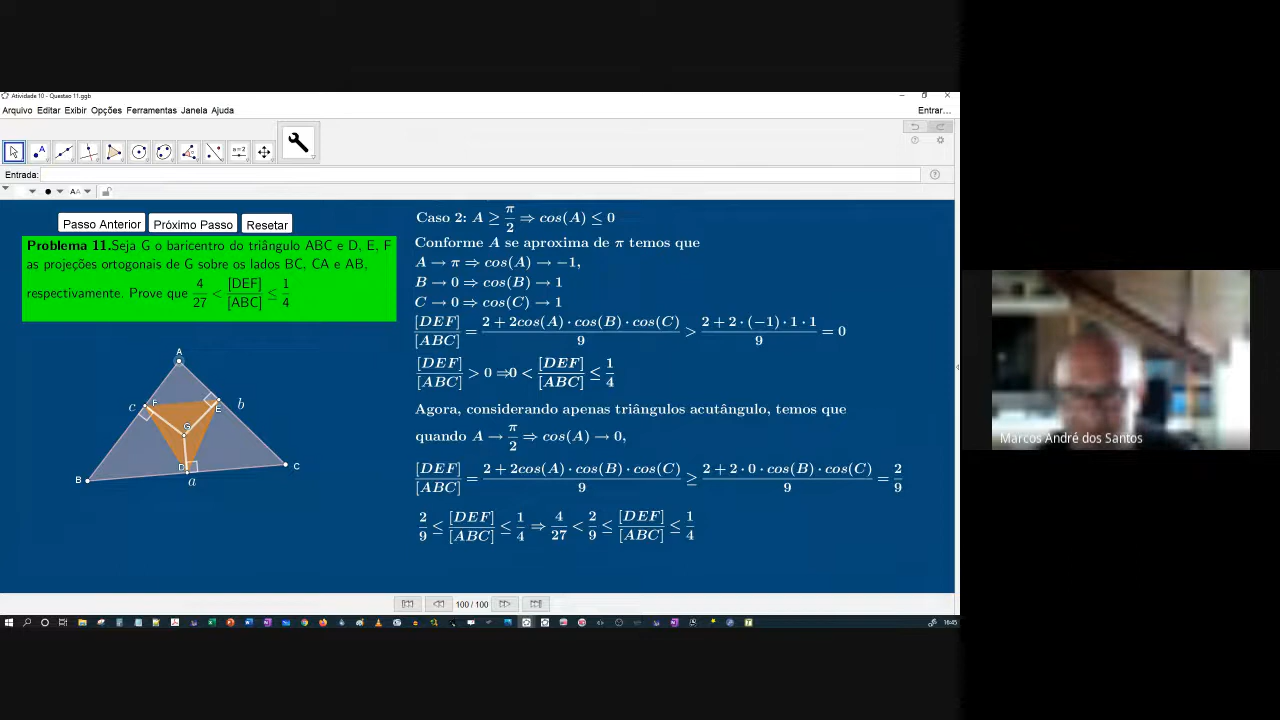 Atividade 10 - Questao 11.ggb
Arquivo Editar Exibir Opções Ferramentas Janela Ajuda
Entrar...
A
a=2
Entrada:
AA
Passo Anterior
Próximo Passo
Resetar
Problema 11.Seja G o baricentro do triângulo ABC e D, E, F
as projeções ortogonais de G sobre os lados BC, CA e AB,
respectivamente. Prove que 4/27 < [DEF]/[ABC] ≤ 1/4
A
c
F
E
b
G
B
D
a
C
Caso 2: A ≥ π/2 ⇒ cos(A) ≤ 0
Conforme A se aproxima de π temos que
A → π ⇒ cos(A) → −1,
B → 0 ⇒ cos(B) → 1
C → 0 ⇒ cos(C) → 1
[DEF]/[ABC] = (2 + 2cos(A) · cos(B) · cos(C))/9 > (2 + 2 · (−1) · 1 · 1)/9 = 0
[DEF]/[ABC] > 0 ⇒ 0 < [DEF]/[ABC] ≤ 1/4
Agora, considerando apenas triângulos acutângulo, temos que
quando A → π/2 ⇒ cos(A) → 0,
[DEF]/[ABC] = (2 + 2cos(A) · cos(B) · cos(C))/9 ≥ (2 + 2 · 0 · cos(B) · cos(C))/9 = 2/9
2/9 ≤ [DEF]/[ABC] ≤ 1/4 ⇒ 4/27 < 2/9 ≤ [DEF]/[ABC] ≤ 1/4
100 / 100
16:45
Marcos André dos Santos